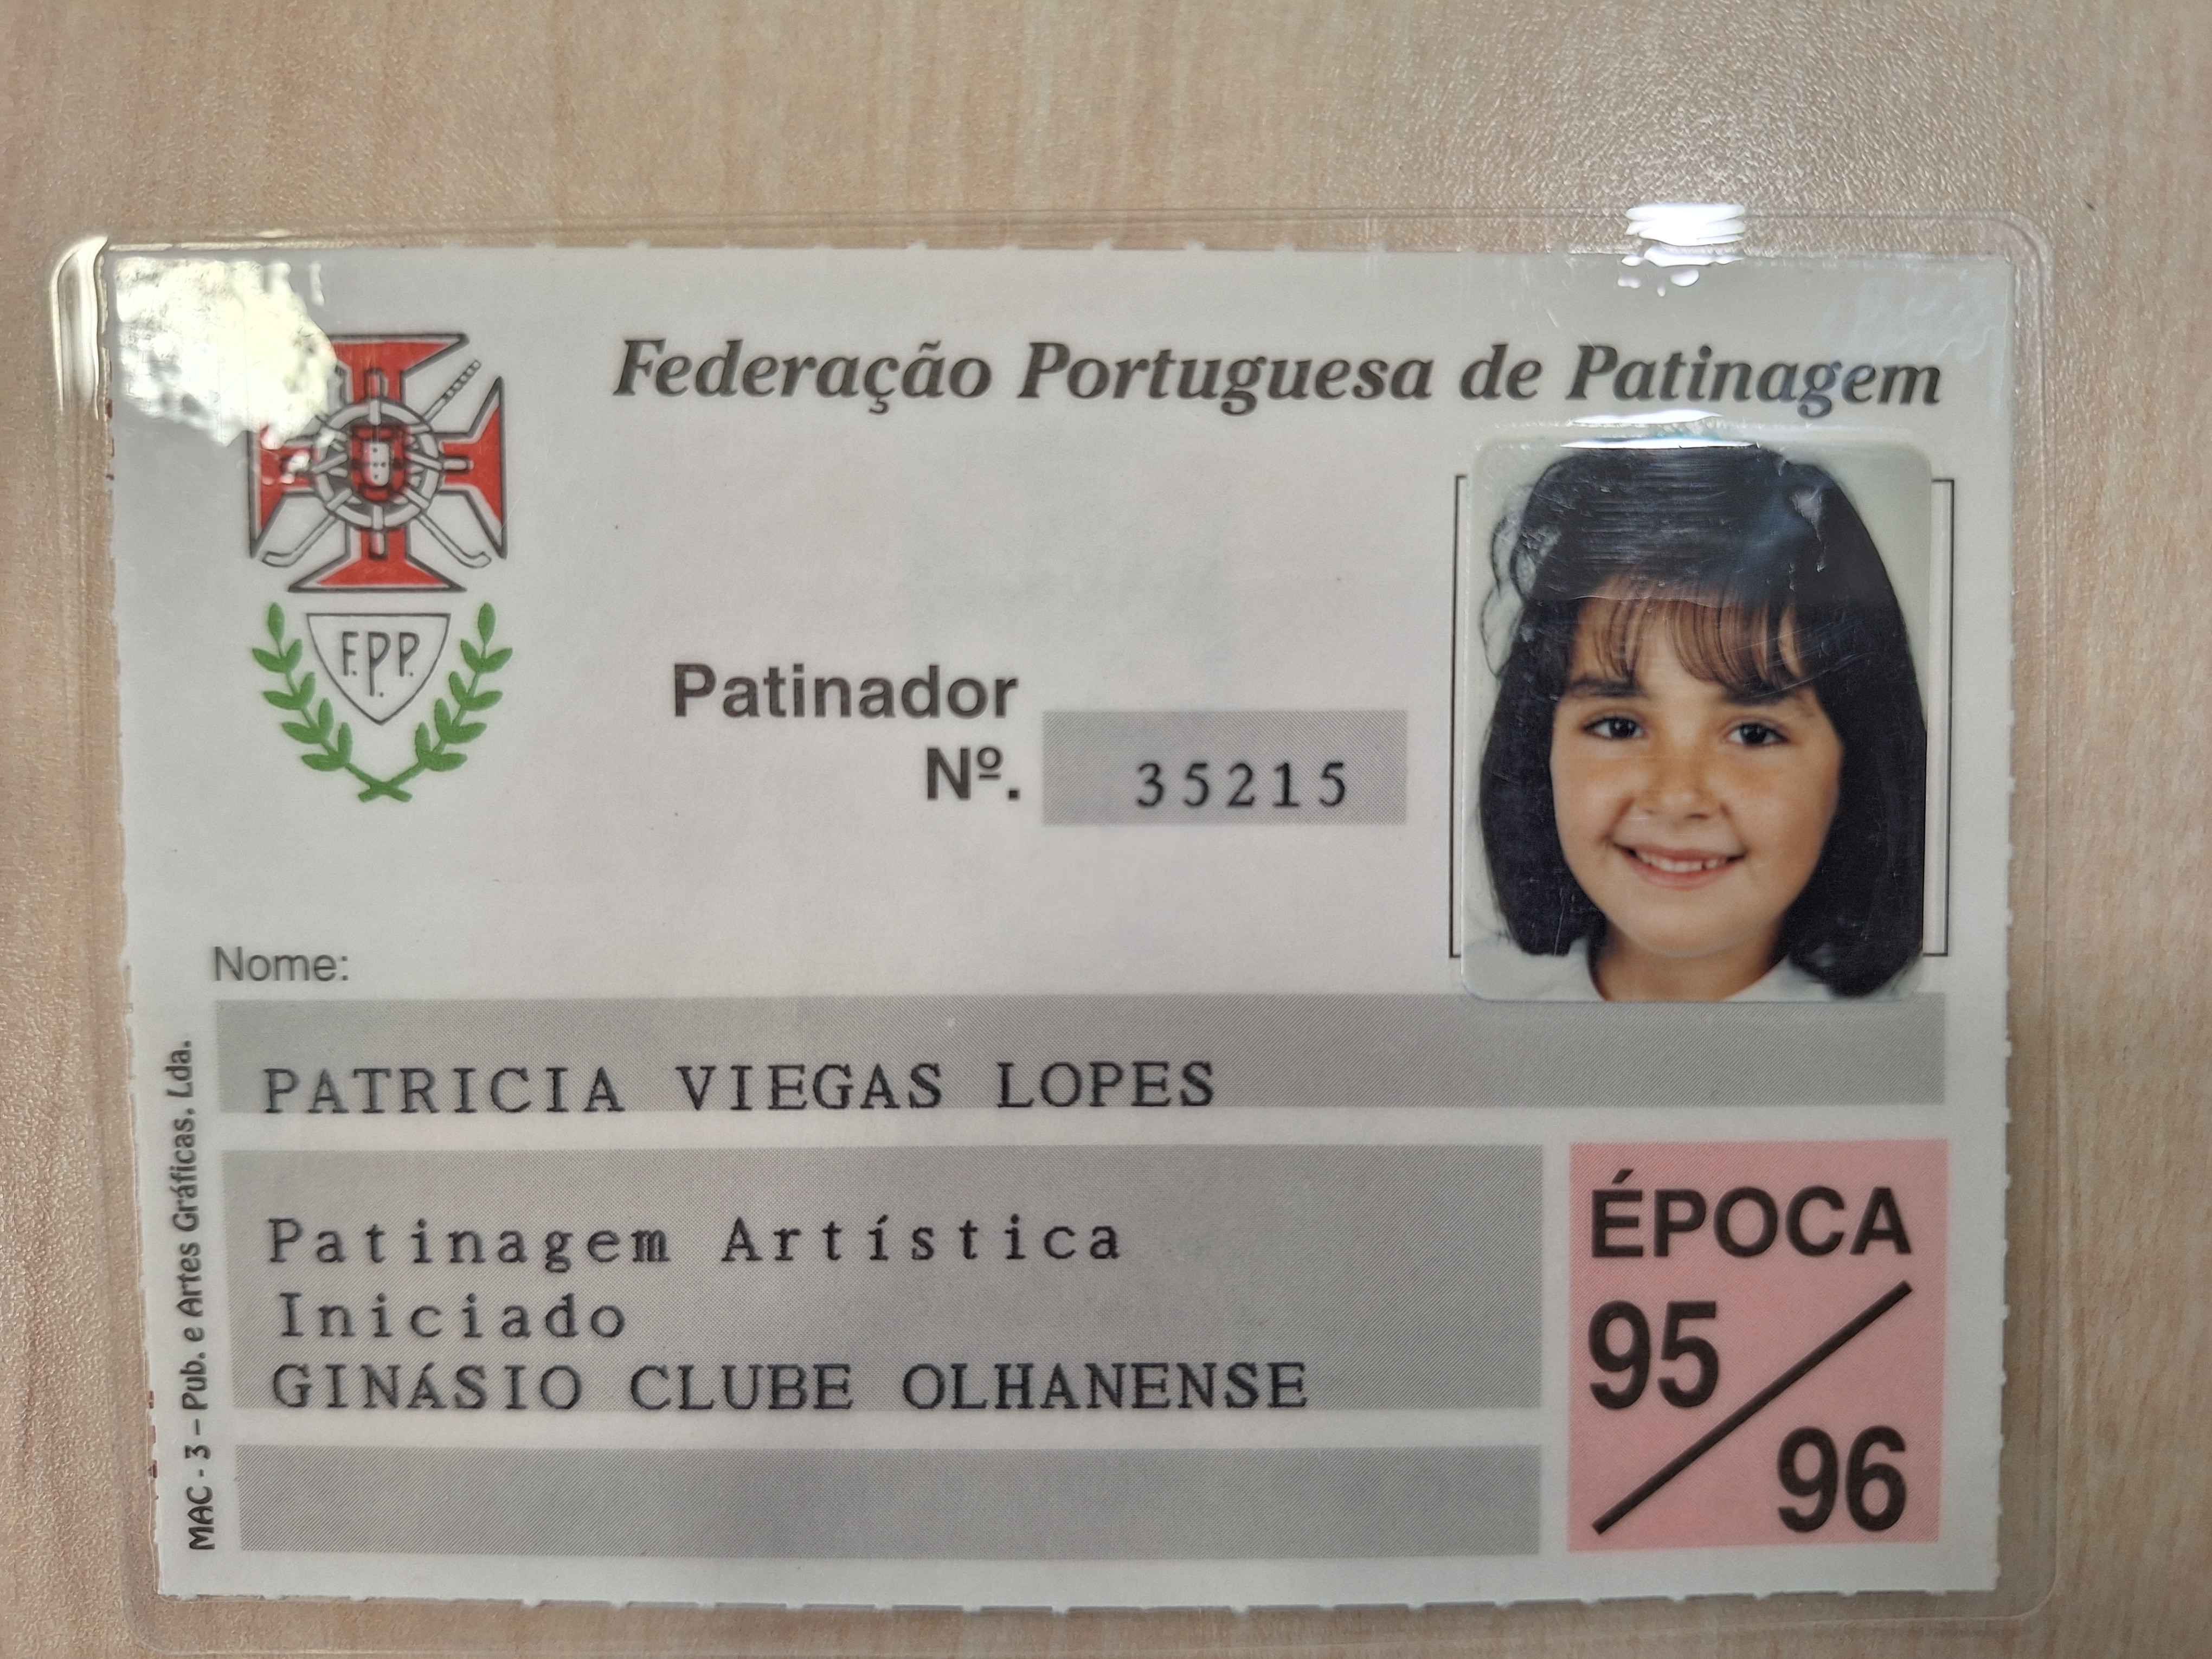 Federação Portuguesa de Patinagem
F.P.P.
Patinador
Nº. 35215
Nome:
PATRICIA VIEGAS LOPES
Patinagem Artística
Iniciado
GINÁSIO CLUBE OLHANENSE
ÉPOCA
95/96
MAC - 3 – Pub. e Artes Gráficas. Lda.